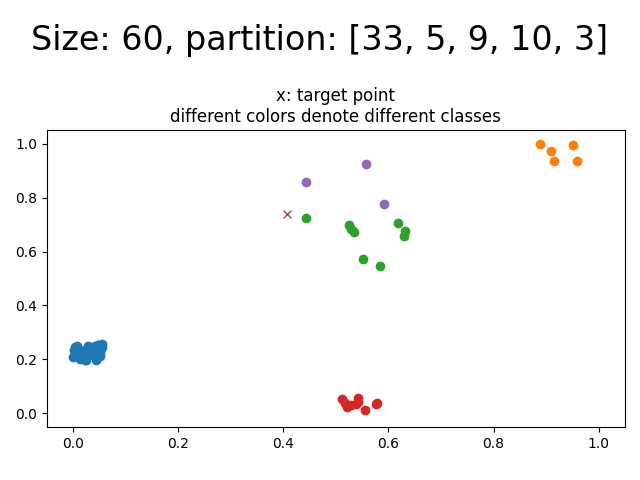 Size: 60, partition: [33, 5, 9, 10, 3]
x: target point
different colors denote different classes
1.0
0.8
0.6
0.4
0.2
0.0
0.0 0.2 0.4 0.6 0.8 1.0